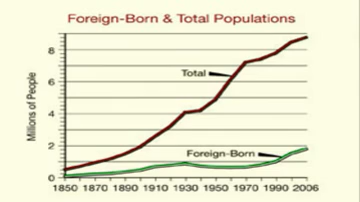 Foreign-Born & Total Populations
Millions of People
8
6
4
2
0
Total
Foreign-Born
1850 1870 1890 1910 1930 1950 1970 1990 2006